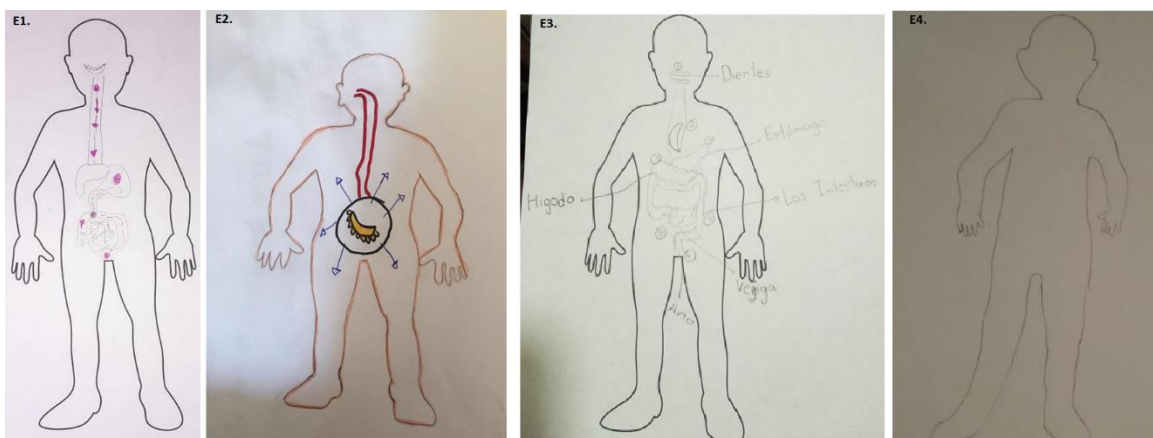 E1.
E2.
E3.
E4.
Dientes
Estómago
Higado
Los Intestinos
Vegiga
Ano